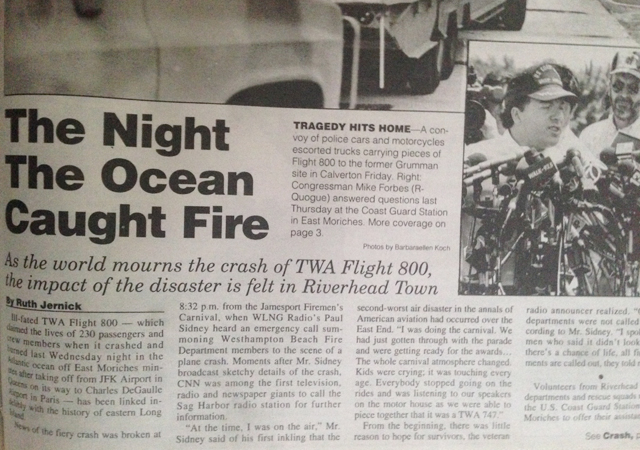 The Night
The Ocean
Caught Fire
TRAGEDY HITS HOME—A con-
voy of police cars and motorcycles
escorted trucks carrying pieces of
Flight 800 to the former Grumman
site in Calverton Friday. Right:
Congressman Mike Forbes (R-
Quogue) answered questions last
Thursday at the Coast Guard Station
in East Moriches. More coverage on
page 3.
Photos by Barbaraellen Koch
As the world mourns the crash of TWA Flight 800,
the impact of the disaster is felt in Riverhead Town
By Ruth Jernick
Ill-fated TWA Flight 800 — which
claimed the lives of 230 passengers and
crew members when it crashed and
burned last Wednesday night in the
Atlantic ocean off East Moriches min-
utes after taking off from JFK Airport in
Queens on its way to Charles DeGaulle
Airport in Paris — has been linked in-
with the history of eastern Long
Island.
News of the fiery crash was broken at
8:32 p.m. from the Jamesport Firemen's
Carnival, when WLNG Radio's Paul
Sidney heard an emergency call sum-
moning Westhampton Beach Fire
Department members to the scene of a
plane crash. Moments after Mr. Sidney
broadcast sketchy details of the crash,
CNN was among the first television,
radio and newspaper giants to call the
Sag Harbor radio station for further
information.
"At the time, I was on the air," Mr.
Sidney said of his first inkling that the
second-worst air disaster in the annals of
American aviation had occurred over the
East End. "I was doing the carnival. We
had just gotten through with the parade
and were getting ready for the awards...
The whole carnival atmosphere changed.
Kids were crying; it was touching every
age. Everybody stopped going on the
rides and was listening to our speakers
on the motor house as we were able to
piece together that it was a TWA 747."
From the beginning, there was little
reason to hope for survivors, the veteran
radio announcer realized. "
departments were not called
cording to Mr. Sidney. "I spo
men who said it didn't look
there's a chance of life, all fi
ments are called out, they told
Volunteers from Riverhead
departments and rescue squads
the U.S. Coast Guard Station
Moriches to offer their assistan
See Crash, p